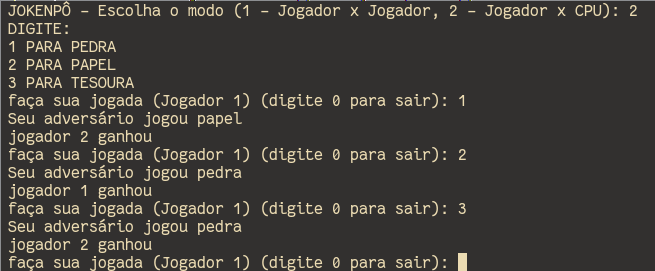 JOKENPÔ - Escolha o modo (1 - Jogador x Jogador, 2 - Jogador x CPU): 2
DIGITE:
1 PARA PEDRA
2 PARA PAPEL
3 PARA TESOURA
faça sua jogada (Jogador 1) (digite 0 para sair): 1
Seu adversário jogou papel
jogador 2 ganhou
faça sua jogada (Jogador 1) (digite 0 para sair): 2
Seu adversário jogou pedra
jogador 1 ganhou
faça sua jogada (Jogador 1) (digite 0 para sair): 3
Seu adversário jogou pedra
jogador 2 ganhou
faça sua jogada (Jogador 1) (digite 0 para sair):